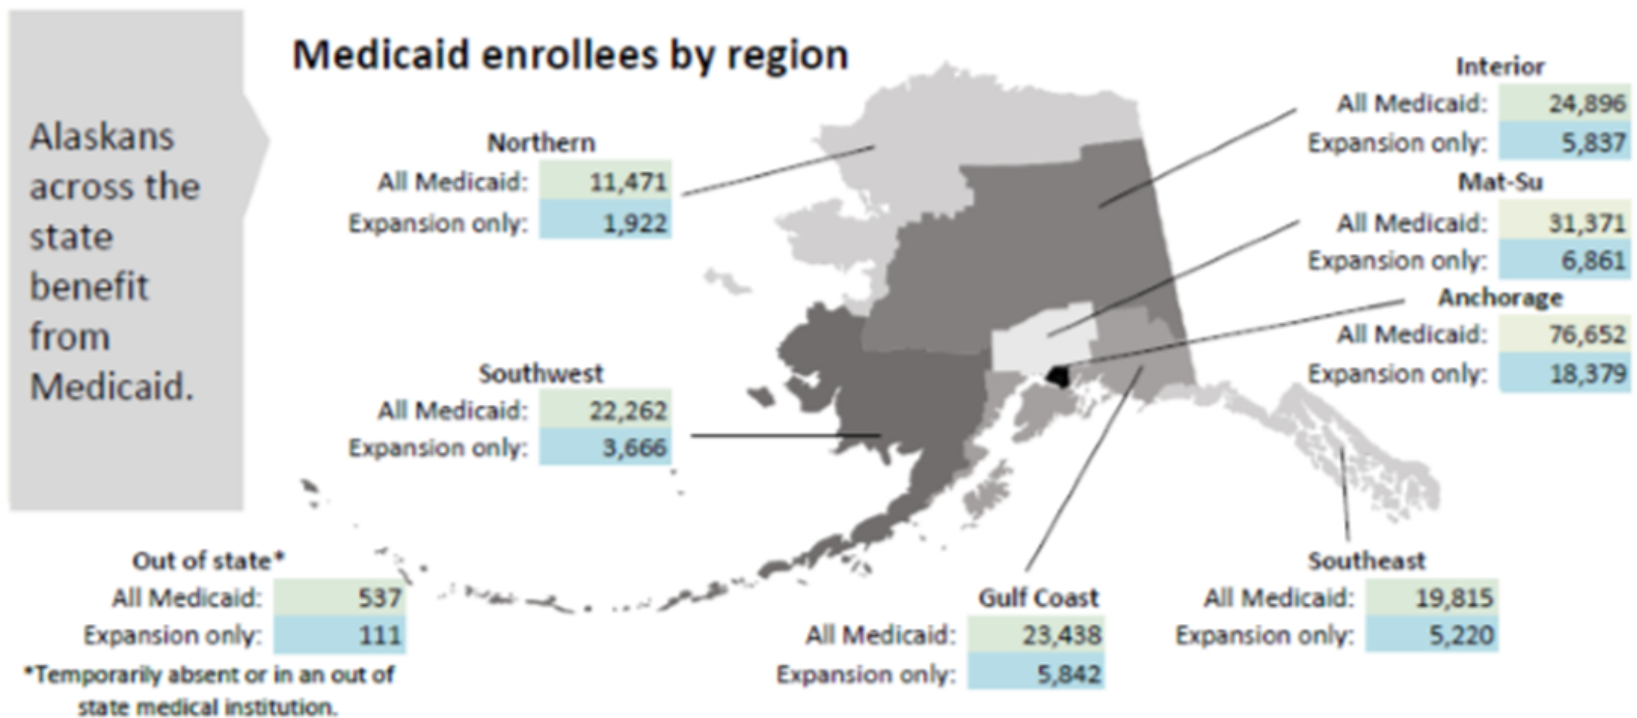 Medicaid enrollees by region
Alaskans
across the
state
benefit
from
Medicaid.
Northern
All Medicaid: 11,471
Expansion only: 1,922
Southwest
All Medicaid: 22,262
Expansion only: 3,666
Out of state*
All Medicaid: 537
Expansion only: 111
*Temporarily absent or in an out of
state medical institution.
Interior
All Medicaid: 24,896
Expansion only: 5,837
Mat-Su
All Medicaid: 31,371
Expansion only: 6,861
Anchorage
All Medicaid: 76,652
Expansion only: 18,379
Gulf Coast
All Medicaid: 23,438
Expansion only: 5,842
Southeast
All Medicaid: 19,815
Expansion only: 5,220